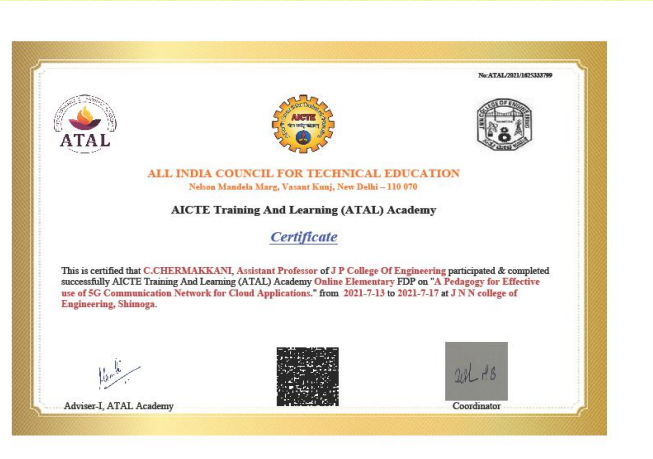 No:ATAL/2021/1625333799
ATAL
AICTE
ALL INDIA COUNCIL FOR TECHNICAL EDUCATION
Nelson Mandela Marg, Vasant Kunj, New Delhi – 110 070
AICTE Training And Learning (ATAL) Academy
Certificate
This is certified that C.CHERMAKKANI, Assistant Professor of J P College Of Engineering participated & completed
successfully AICTE Training And Learning (ATAL) Academy Online Elementary FDP on "A Pedagogy for Effective
use of 5G Communication Network for Cloud Applications." from 2021-7-13 to 2021-7-17 at J N N college of
Engineering, Shimoga.
Adviser-I, ATAL Academy
Coordinator